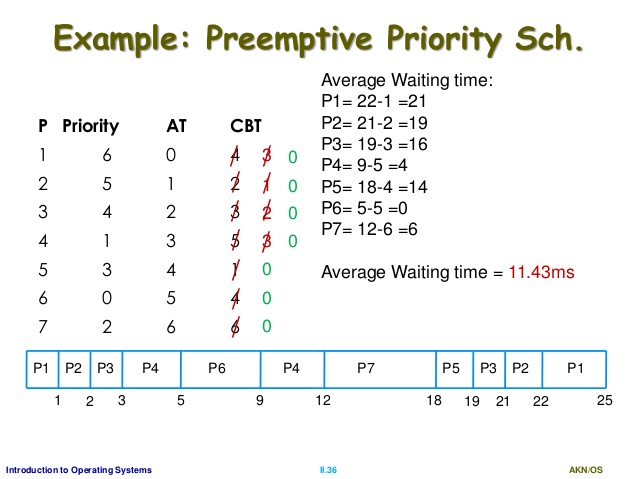 Example: Preemptive Priority Sch.
Average Waiting time:
P1= 22-1 =21
P2= 21-2 =19
P3= 19-3 =16
P4= 9-5 =4
P5= 18-4 =14
P6= 5-5 =0
P7= 12-6 =6
Average Waiting time = 11.43ms
P Priority AT CBT
1 6 0 4 3 0
2 5 1 2 1 0
3 4 2 3 2 0
4 1 3 5 3 0
5 3 4 1 0
6 0 5 4 0
7 2 6 6 0
P1 P2 P3 P4 P6 P4 P7 P5 P3 P2 P1
1 2 3 5 9 12 18 19 21 22 25
Introduction to Operating Systems II.36 AKN/OS